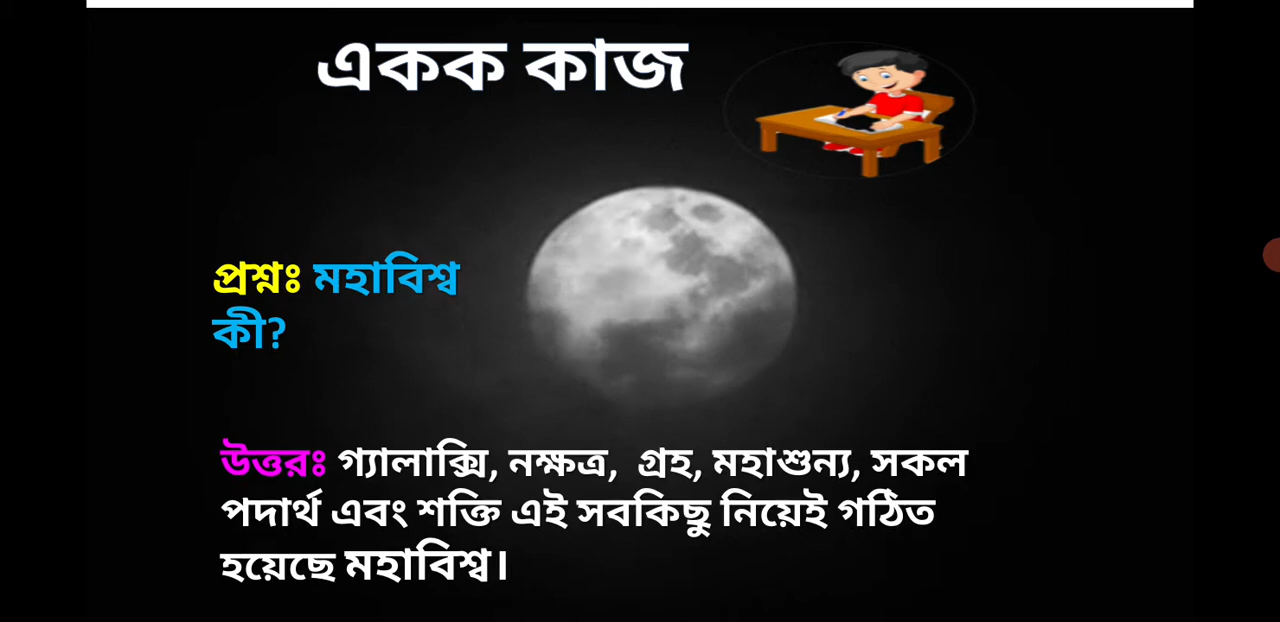 একক কাজ
প্রশ্নঃ মহাবিশ্ব
কী?
উত্তরঃ গ্যালাক্সি, নক্ষত্র, গ্রহ, মহাশুন্য, সকল
পদার্থ এবং শক্তি এই সবকিছু নিয়েই গঠিত
হয়েছে মহাবিশ্ব।